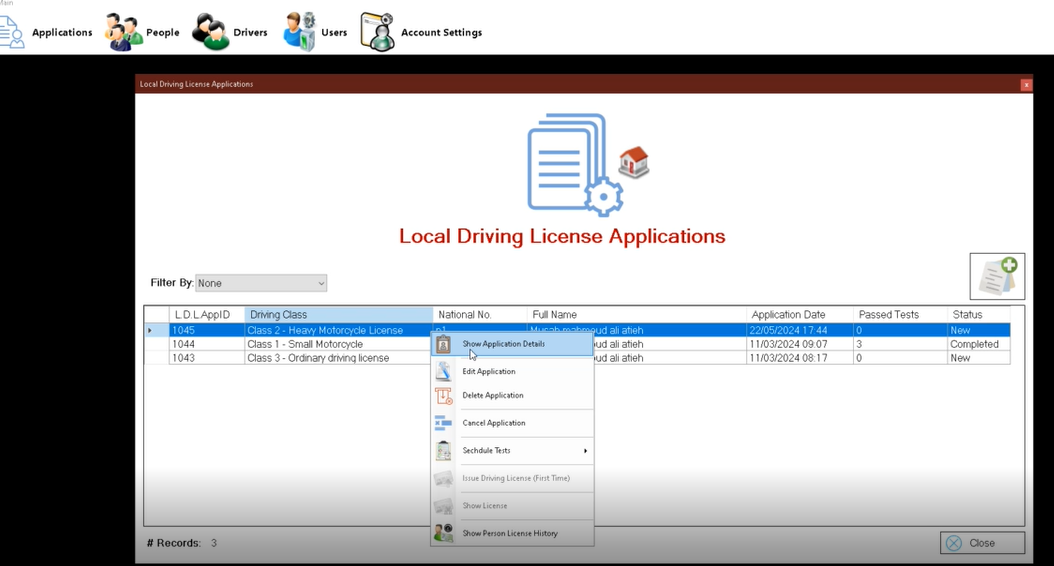 Main
Applications People Drivers Users Account Settings
Local Driving License Applications x
Local Driving License Applications
Filter By: None
L.D.L.AppID Driving Class National No. Full Name Application Date Passed Tests Status
1045 Class 2 - Heavy Motorcycle License n1 Musab mahmoud ali atieh 22/05/2024 17:44 0 New
1044 Class 1 - Small Motorcycle ud ali atieh 11/03/2024 09:07 3 Completed
1043 Class 3 - Ordinary driving license ud ali atieh 11/03/2024 08:17 0 New
Show Application Details
Edit Application
Delete Application
Cancel Application
Sechdule Tests
Issue Driving License (First Time)
Show License
Show Person License History
# Records: 3 Close